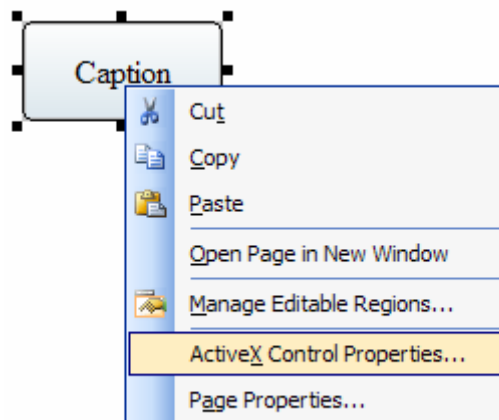 Caption
Cut
Copy
Paste
Open Page in New Window
Manage Editable Regions...
ActiveX Control Properties...
Page Properties...